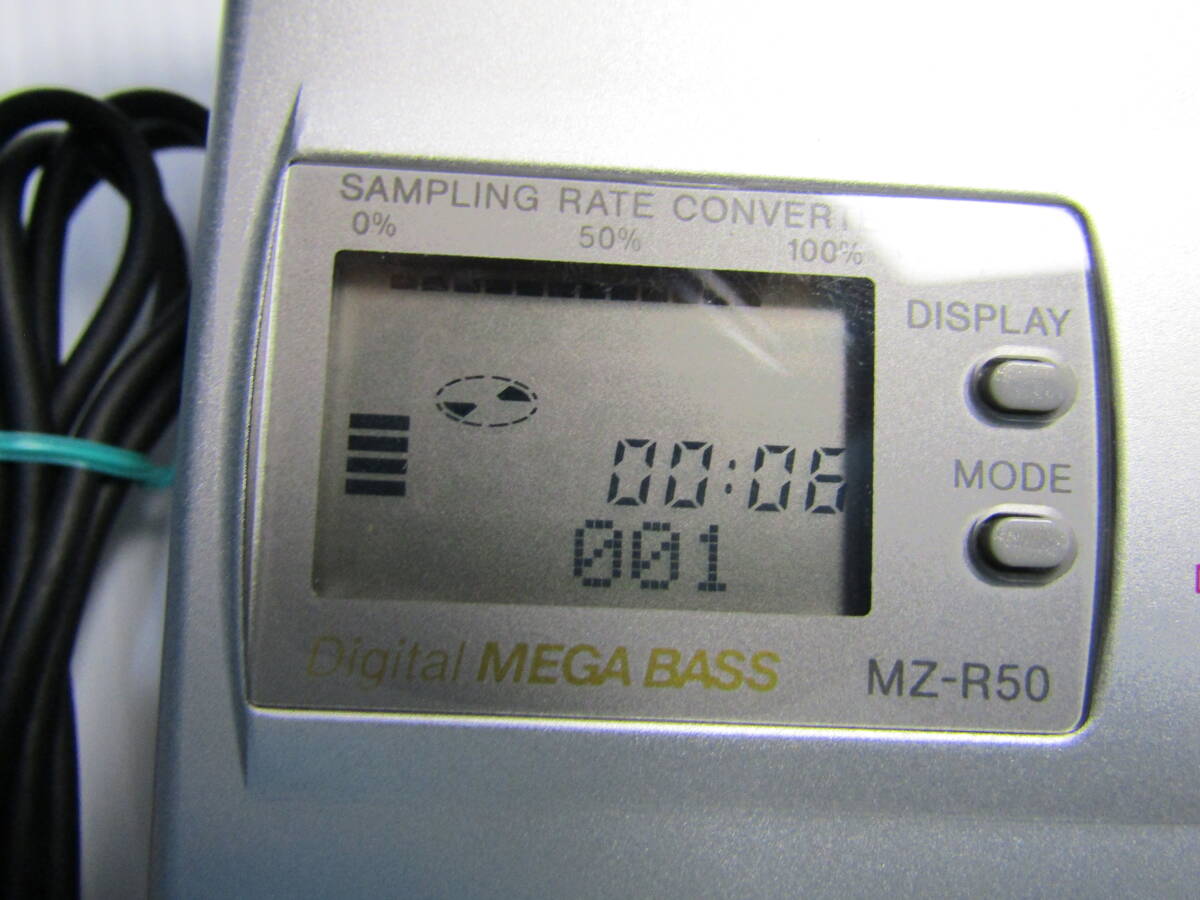 SAMPLING RATE CONVERT
0% 50% 100%
DISPLAY
MODE
00:06
001
Digital MEGA BASS
MZ-R50